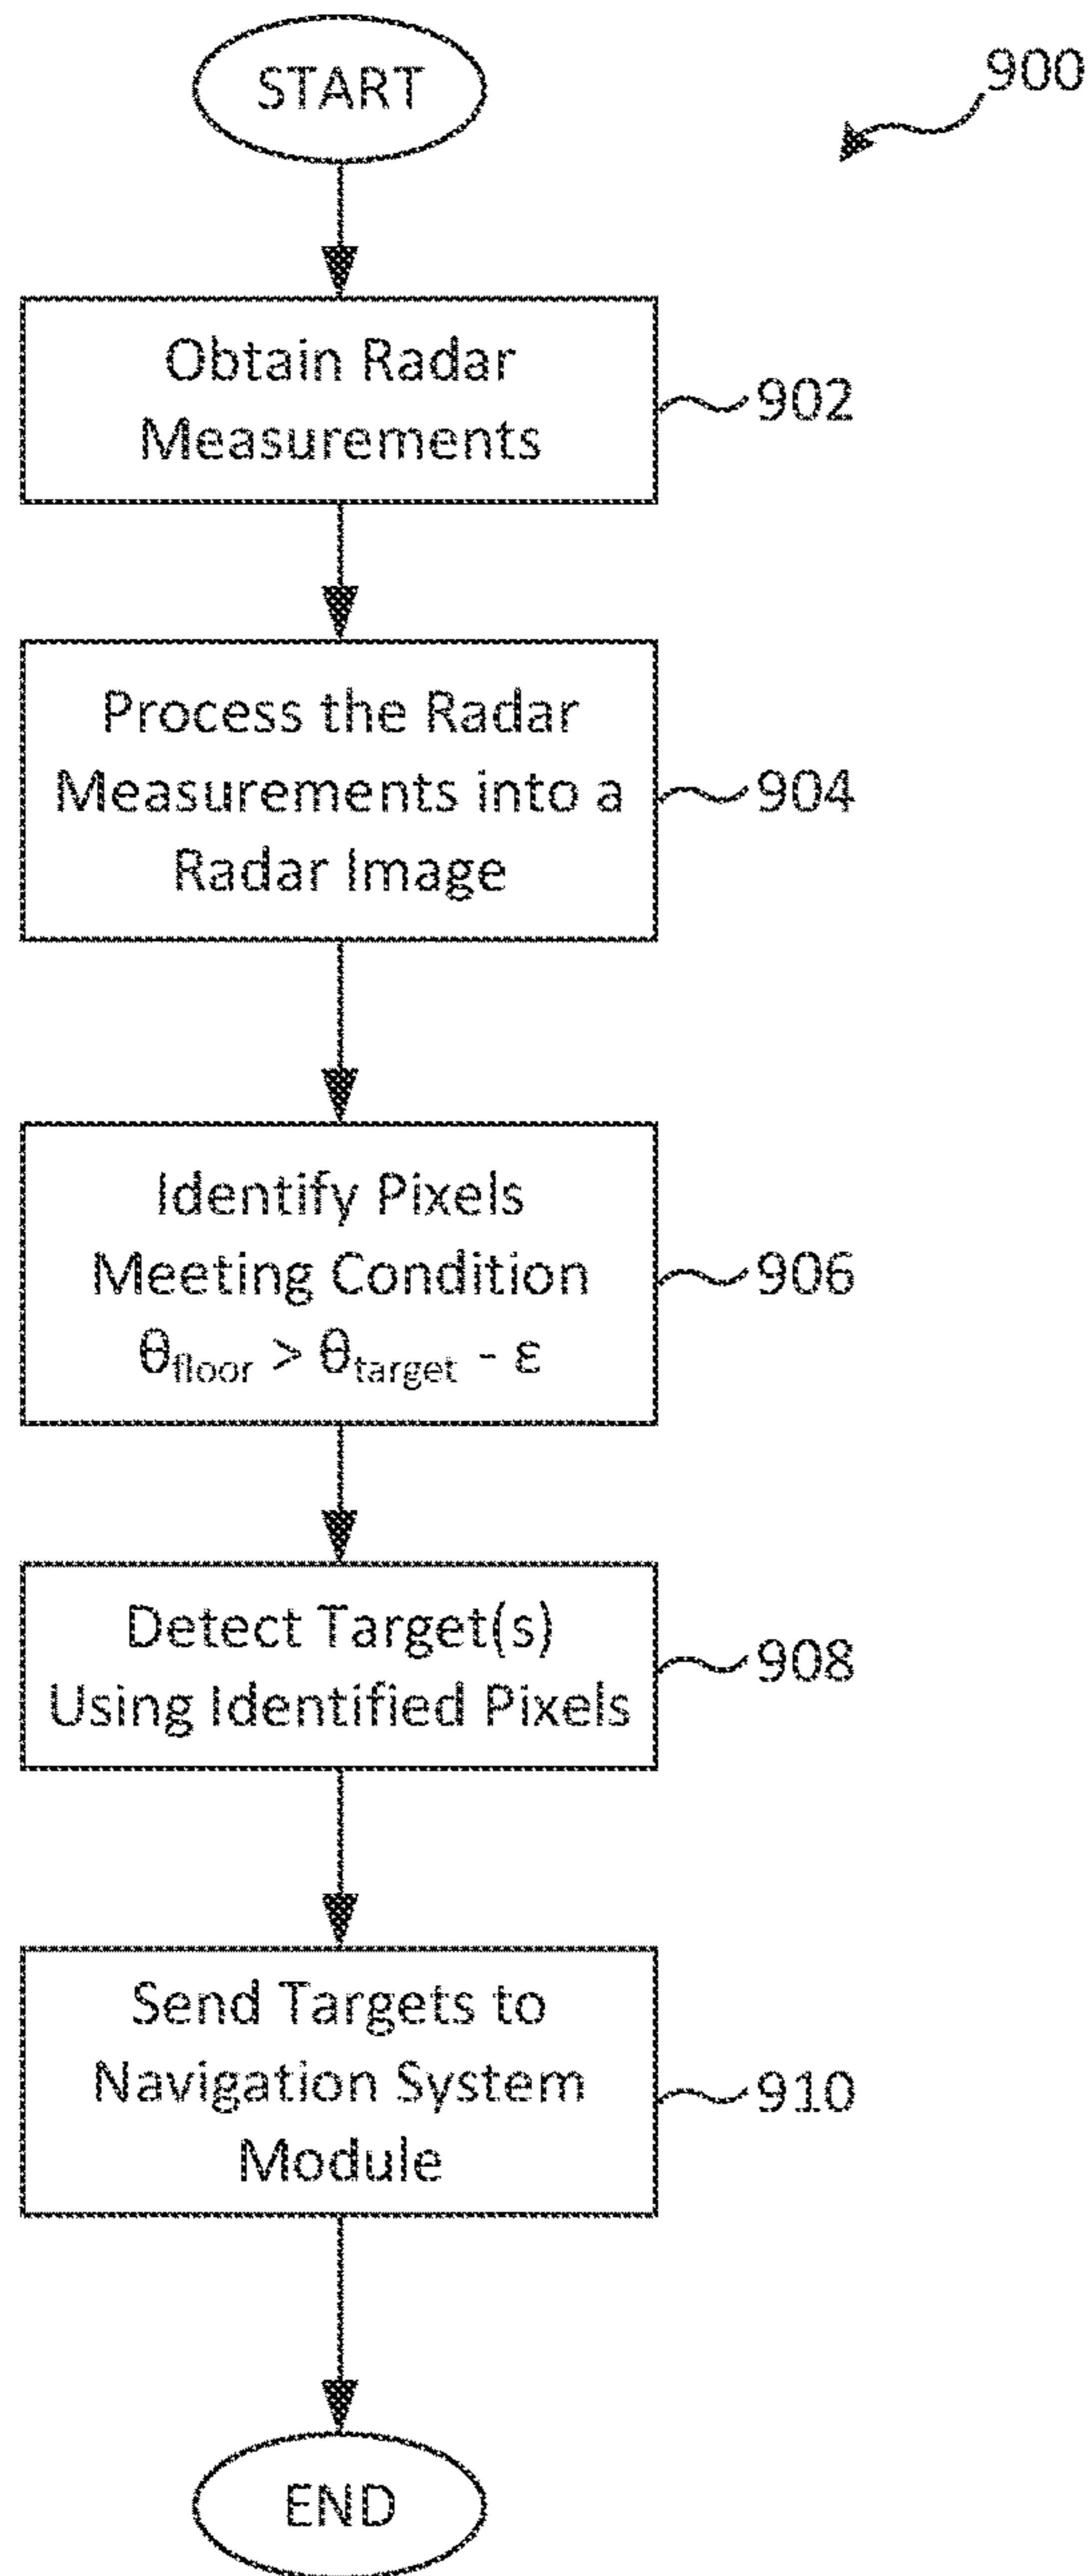 START
900
Obtain Radar
Measurements
902
Process the Radar
Measurements into a
Radar Image
904
Identify Pixels
Meeting Condition
θfloor > θtarget - ε
906
Detect Target(s)
Using Identified Pixels
908
Send Targets to
Navigation System
Module
910
END